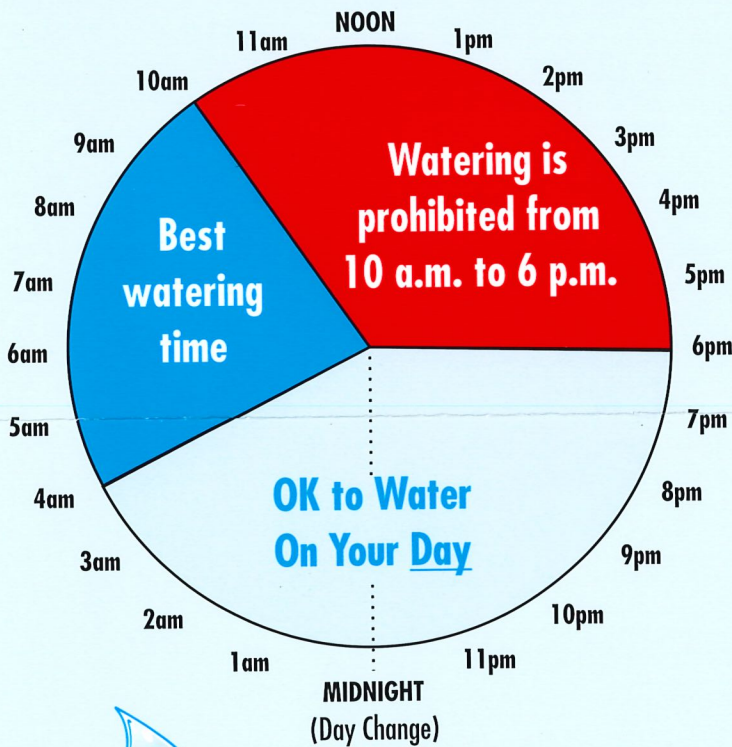 NOON
11am
1pm
10am
2pm
9am
3pm
8am
4pm
7am
5pm
6am
6pm
5am
7pm
4am
8pm
3am
9pm
2am
10pm
1am
11pm
Watering is
prohibited from
10 a.m. to 6 p.m.
Best
watering
time
OK to Water
On Your Day
MIDNIGHT
(Day Change)